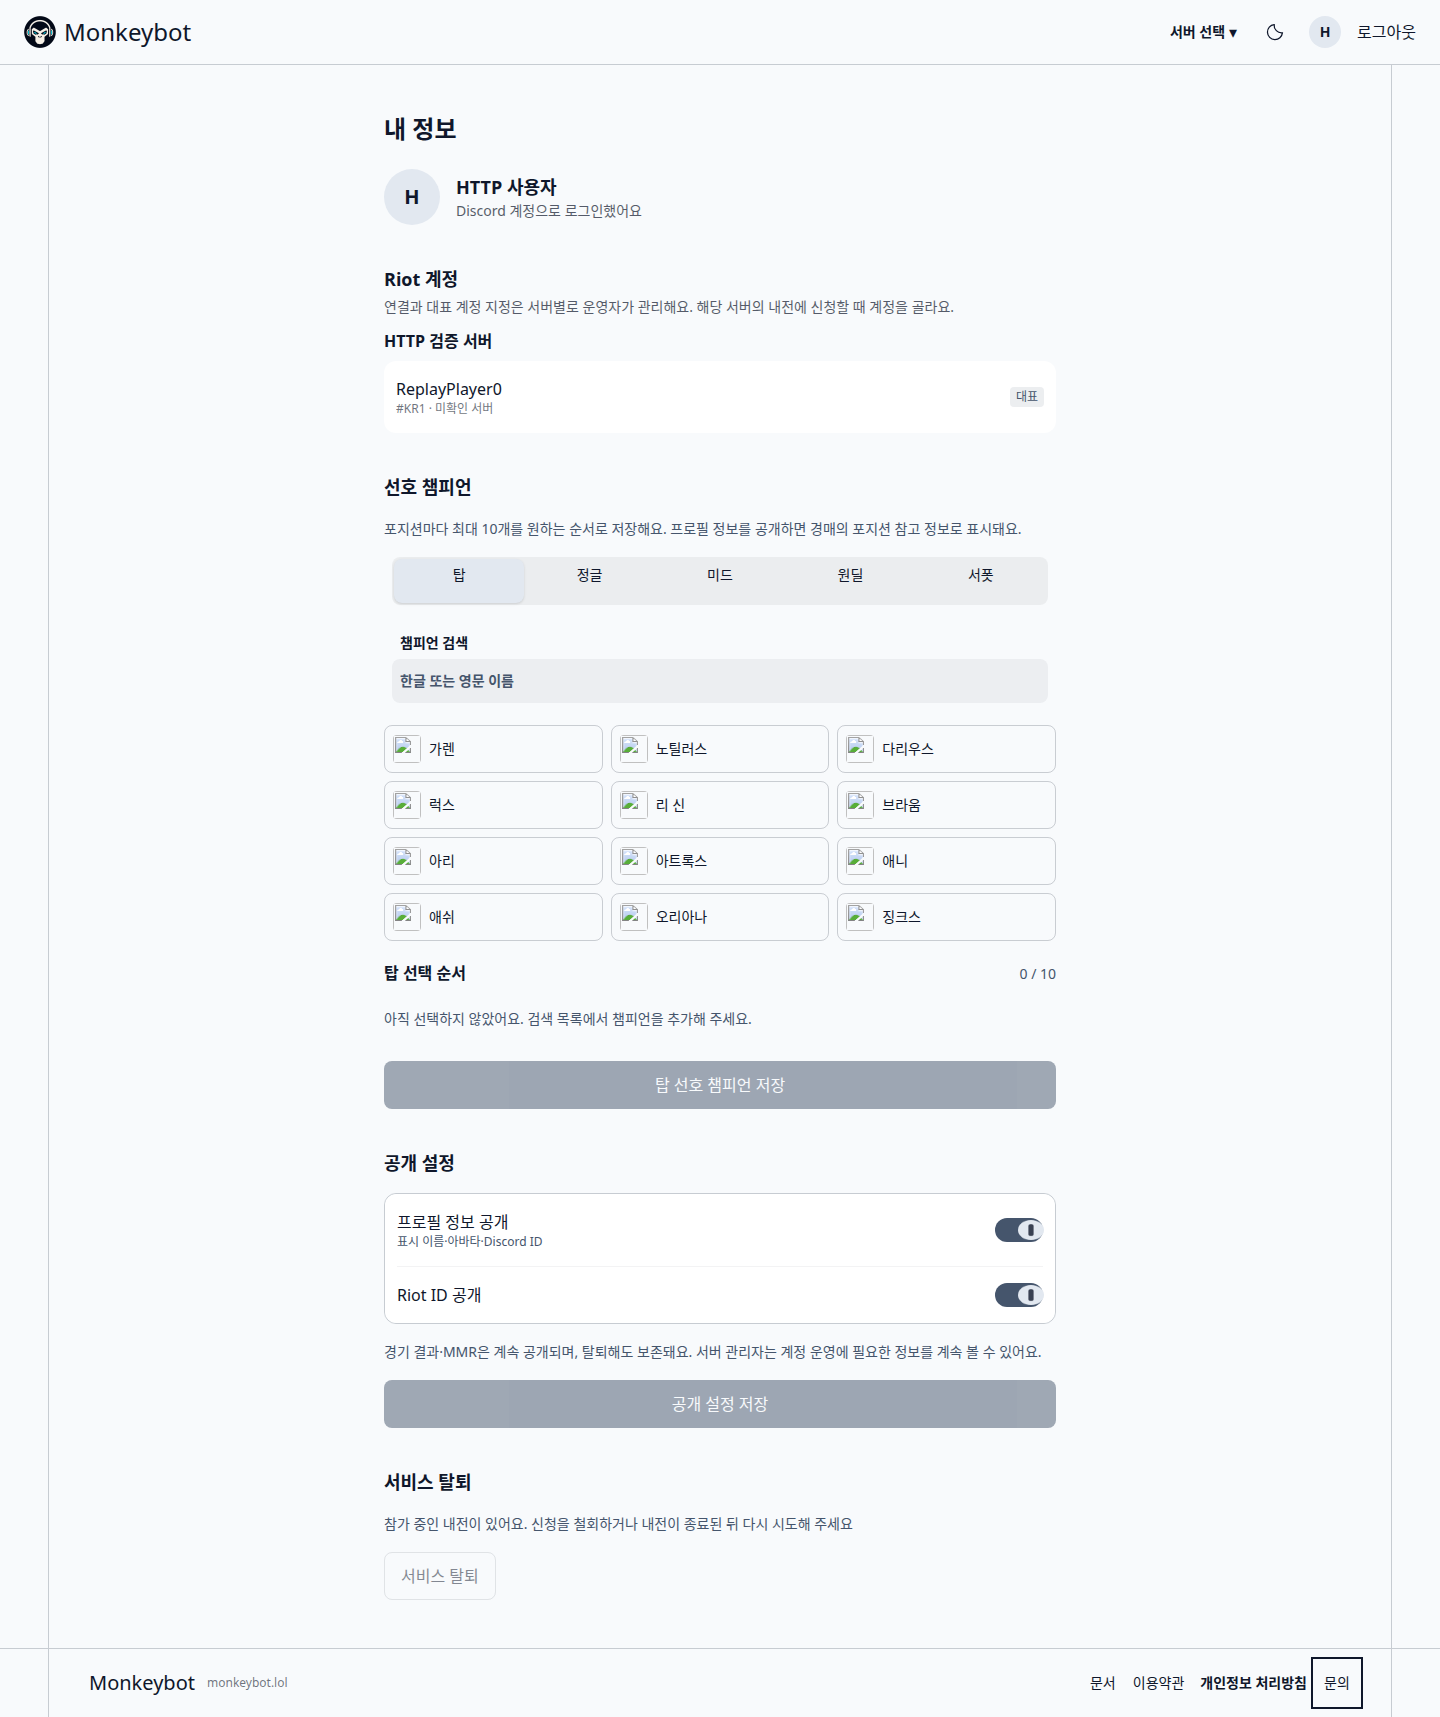 Monkeybot
서버 선택 ▾
H
로그아웃
내 정보
H
HTTP 사용자
Discord 계정으로 로그인했어요
Riot 계정
연결과 대표 계정 지정은 서버별로 운영자가 관리해요. 해당 서버의 내전에 신청할 때 계정을 골라요.
HTTP 검증 서버
ReplayPlayer0
#KR1 · 미확인 서버
대표
선호 챔피언
포지션마다 최대 10개를 원하는 순서로 저장해요. 프로필 정보를 공개하면 경매의 포지션 참고 정보로 표시돼요.
탑
정글
미드
원딜
서폿
챔피언 검색
한글 또는 영문 이름
가렌
노틸러스
다리우스
럭스
리 신
브라움
아리
아트록스
애니
애쉬
오리아나
징크스
탑 선택 순서
0 / 10
아직 선택하지 않았어요. 검색 목록에서 챔피언을 추가해 주세요.
탑 선호 챔피언 저장
공개 설정
프로필 정보 공개
표시 이름·아바타·Discord ID
Riot ID 공개
경기 결과·MMR은 계속 공개되며, 탈퇴해도 보존돼요. 서버 관리자는 계정 운영에 필요한 정보를 계속 볼 수 있어요.
공개 설정 저장
서비스 탈퇴
참가 중인 내전이 있어요. 신청을 철회하거나 내전이 종료된 뒤 다시 시도해 주세요
서비스 탈퇴
Monkeybot
monkeybot.lol
문서
이용약관
개인정보 처리방침
문의